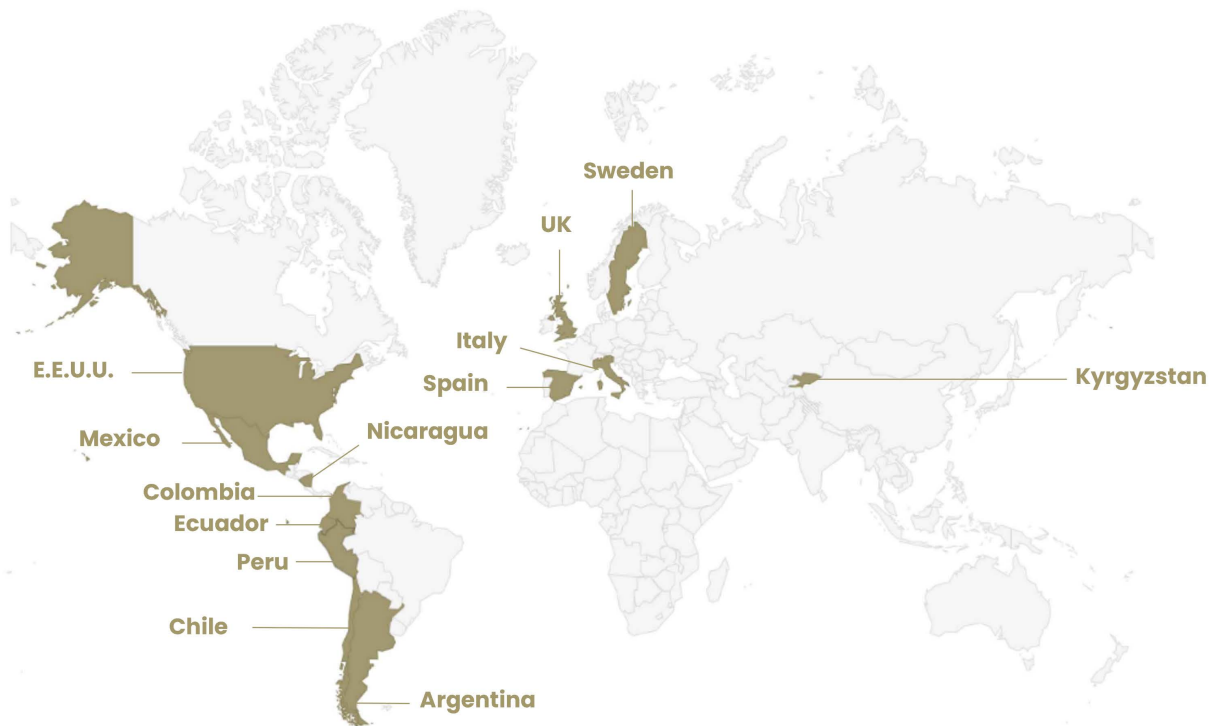 Sweden
UK
Italy
E.E.U.U.
Kyrgyzstan
Spain
Nicaragua
Mexico
Colombia
Ecuador
Peru
Chile
Argentina